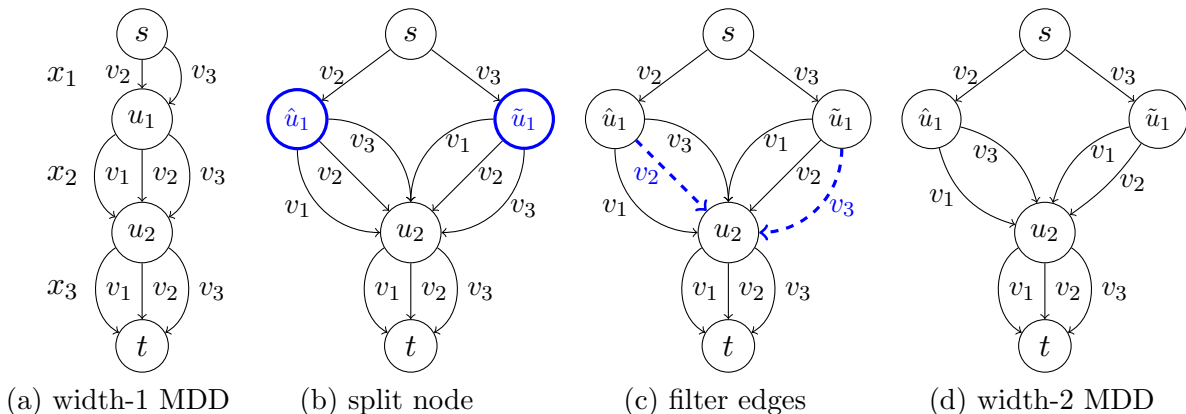 s
s
s
s
x₁
v₂
v₃
v₂
v₃
v₂
v₃
v₂
v₃
u₁
û₁
ũ₁
û₁
ũ₁
û₁
ũ₁
x₂
v₁
v₂
v₃
v₁
v₂
v₃
v₁
v₂
v₃
v₁
v₂
v₃
v₁
v₂
v₃
v₁
v₃
v₁
v₂
u₂
u₂
u₂
u₂
x₃
v₁
v₂
v₃
v₁
v₂
v₃
v₁
v₂
v₃
v₁
v₂
v₃
t
t
t
t
(a) width-1 MDD
(b) split node
(c) filter edges
(d) width-2 MDD